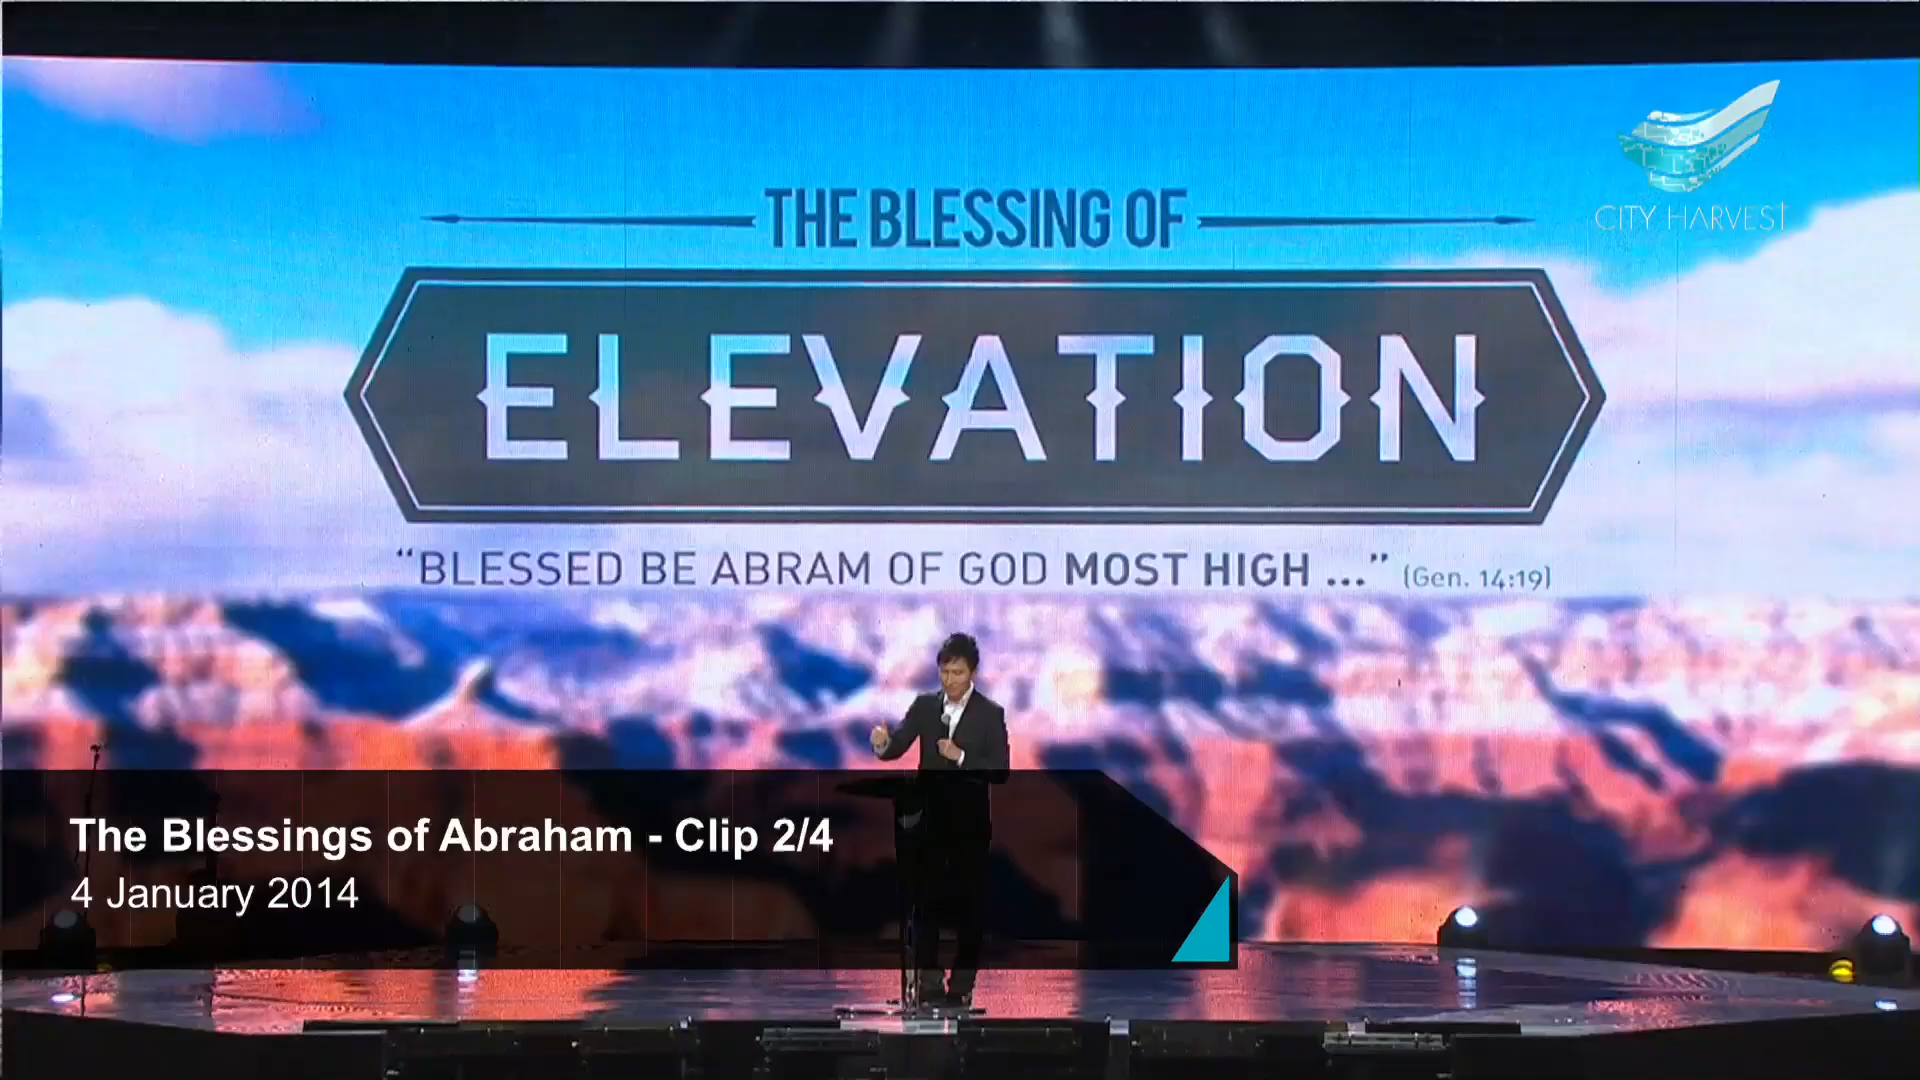 THE BLESSING OF
CITY HARVEST
ELEVATION
“BLESSED BE ABRAM OF GOD MOST HIGH ...” (Gen. 14:19)
The Blessings of Abraham - Clip 2/4
4 January 2014